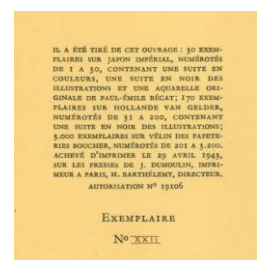 IL A ÉTÉ TIRÉ DE CET OUVRAGE : 30 EXEM-
PLAIRES SUR JAPON IMPÉRIAL, NUMÉROTÉS
DE 1 A 30, CONTENANT UNE SUITE EN
COULEURS, UNE SUITE EN NOIR DES
ILLUSTRATIONS ET UNE AQUARELLE ORI-
GINALE DE PAUL-ÉMILE BÉCAT; 170 EXEM-
PLAIRES SUR HOLLANDE VAN GELDER,
NUMÉROTÉS DE 31 A 200, CONTENANT
UNE SUITE EN NOIR DES ILLUSTRATIONS;
3.000 EXEMPLAIRES SUR VÉLIN DES PAPETE-
RIES BOUCHER, NUMÉROTÉS DE 201 A 3.200.
ACHEVÉ D'IMPRIMER LE 29 AVRIL 1943,
SUR LES PRESSES DE J. DUMOULIN, IMPRI-
MEUR A PARIS, H. BARTHÉLEMY, DIRECTEUR.
AUTORISATION Nº 19106
EXEMPLAIRE
Nº XXII